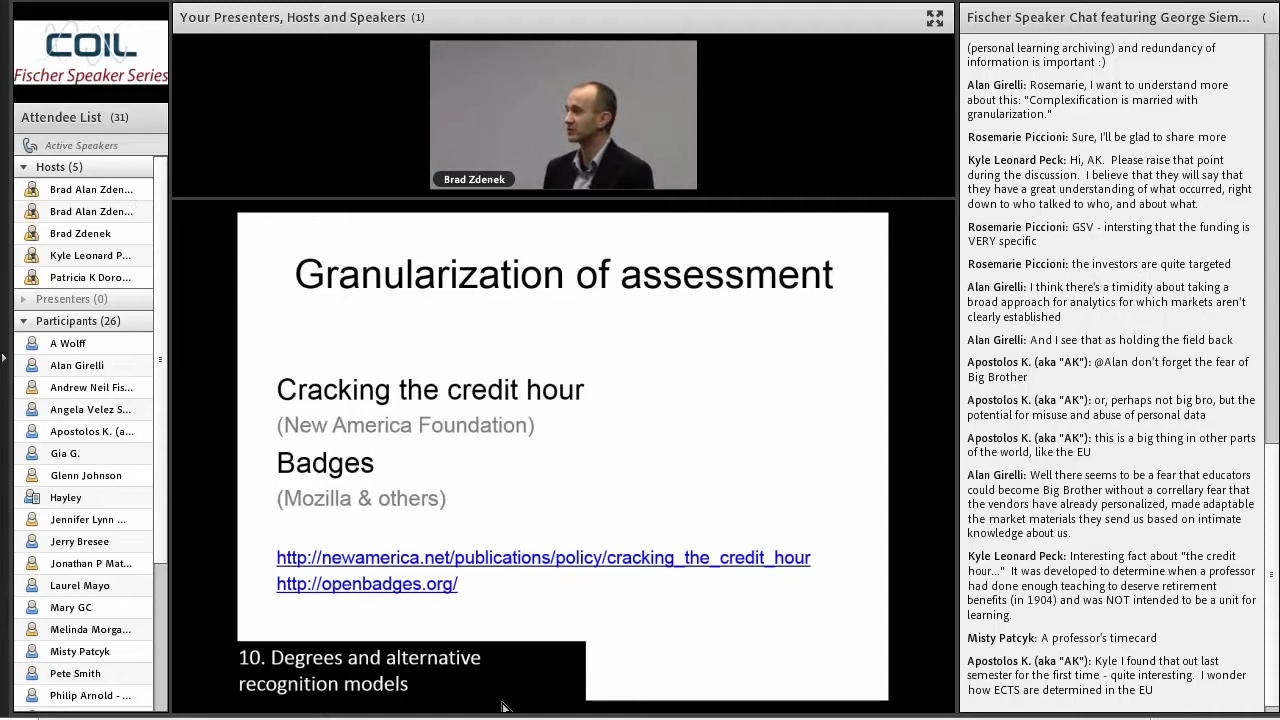 COIL
Fischer Speaker Series
Attendee List (31)
Active Speakers
Hosts (5)
Brad Alan Zden...
Brad Alan Zden...
Brad Zdenek
Kyle Leonard P...
Patricia K Doro...
Presenters (0)
Participants (26)
A Wolff
Alan Girelli
Andrew Neil Fis...
Angela Velez S...
Apostolos K. (a...
Gia G.
Glenn Johnson
Hayley
Jennifer Lynn ...
Jerry Bresee
Jonathan P Mat...
Laurel Mayo
Mary GC
Melinda Morga...
Misty Patcyk
Pete Smith
Philip Arnold - ...
Your Presenters, Hosts and Speakers (1)
Brad Zdenek
Granularization of assessment
Cracking the credit hour
(New America Foundation)
Badges
(Mozilla & others)
http://newamerica.net/publications/policy/cracking_the_credit_hour
http://openbadges.org/
10. Degrees and alternative
recognition models
Fischer Speaker Chat featuring George Siem... (
(personal learning archiving) and redundancy of
information is important :)
Alan Girelli: Rosemarie, I want to understand more
about this: "Complexification is married with
granularization."
Rosemarie Piccioni: Sure, I'll be glad to share more
Kyle Leonard Peck: Hi, AK. Please raise that point
during the discussion. I believe that they will say that
they have a great understanding of what occurred, right
down to who talked to who, and about what.
Rosemarie Piccioni: GSV - intersting that the funding is
VERY specific
Rosemarie Piccioni: the investors are quite targeted
Alan Girelli: I think there's a timidity about taking a
broad approach for analytics for which markets aren't
clearly established
Alan Girelli: And I see that as holding the field back
Apostolos K. (aka "AK"): @Alan don't forget the fear of
Big Brother
Apostolos K. (aka "AK"): or, perhaps not big bro, but the
potential for misuse and abuse of personal data
Apostolos K. (aka "AK"): this is a big thing in other parts
of the world, like the EU
Alan Girelli: Well there seems to be a fear that educators
could become Big Brother without a correllary fear that
the vendors have already personalized, made adaptable
the market materials they send us based on intimate
knowledge about us.
Kyle Leonard Peck: Interesting fact about "the credit
hour..." It was developed to determine when a professor
had done enough teaching to deserve retirement
benefits (in 1904) and was NOT intended to be a unit for
learning.
Misty Patcyk: A professor's timecard
Apostolos K. (aka "AK"): Kyle I found that out last
semester for the first time - quite interesting. I wonder
how ECTS are determined in the EU